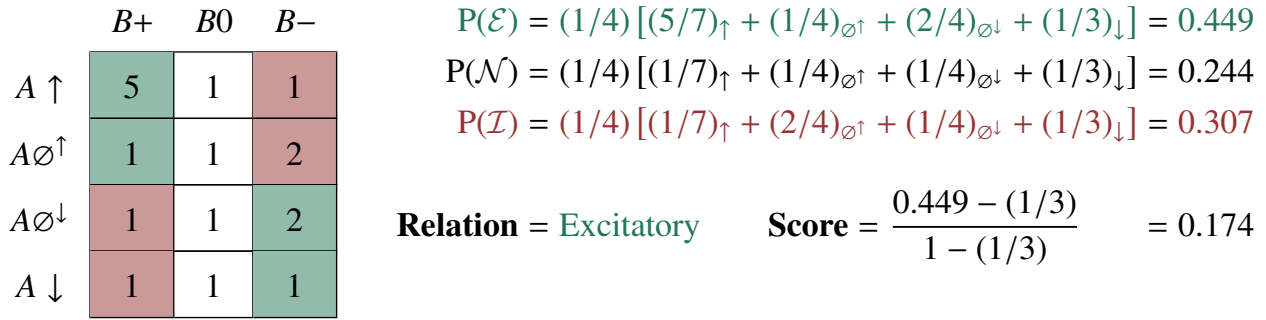 B+ B0 B−
A ↑ 5 1 1
A∅↑ 1 1 2
A∅↓ 1 1 2
A ↓ 1 1 1
P(ℰ) = (1/4) [(5/7)↑ + (1/4)∅↑ + (2/4)∅↓ + (1/3)↓] = 0.449
P(𝒩) = (1/4) [(1/7)↑ + (1/4)∅↑ + (1/4)∅↓ + (1/3)↓] = 0.244
P(ℐ) = (1/4) [(1/7)↑ + (2/4)∅↑ + (1/4)∅↓ + (1/3)↓] = 0.307
Relation = Excitatory Score = 0.449 − (1/3) / 1 − (1/3) = 0.174